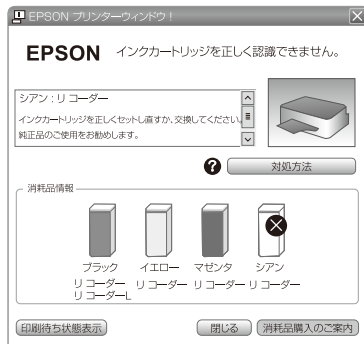 EPSON プリンターウィンドウ！
EPSON インクカートリッジを正しく認識できません。
シアン : リコーダー
インクカートリッジを正しくセットし直すか、交換してください。
純正品のご使用をお勧めします。
? 対処方法
消耗品情報
ブラック イエロー マゼンタ シアン
リコーダー リコーダー リコーダー リコーダー
リコーダーL
印刷待ち状態表示 閉じる 消耗品購入のご案内